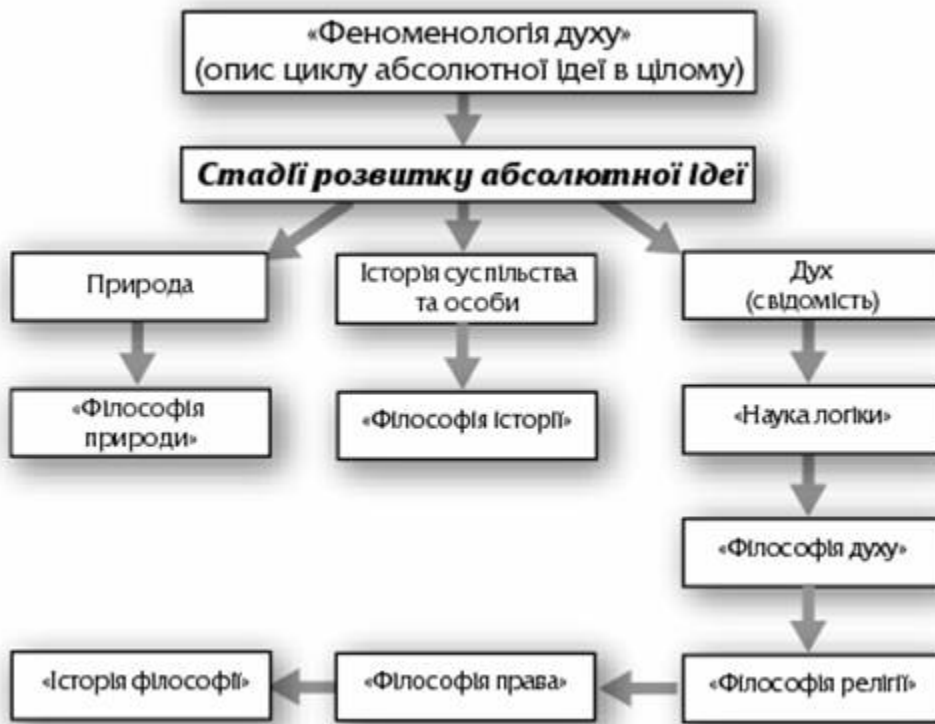 «Феноменологія духу»
(опис циклу абсолютної ідеї в цілому)
Стадії розвитку абсолютної ідеї
Природа
Історія суспільства
та особи
Дух
(свідомість)
«Філософія
природи»
«Філософія історії»
«Наука логіки»
«Філософія духу»
«Історія філософії»
«Філософія права»
«Філософія релігії»